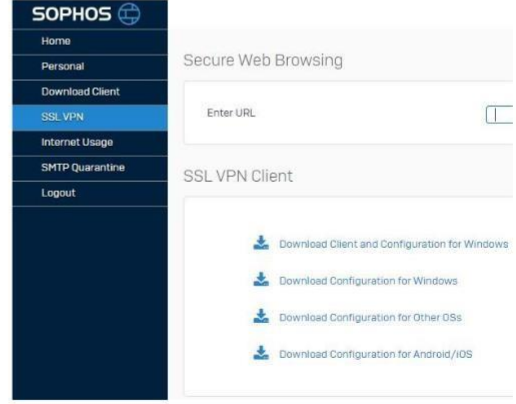 SOPHOS
Home
Personal
Download Client
SSL VPN
Internet Usage
SMTP Quarantine
Logout
Secure Web Browsing
Enter URL
SSL VPN Client
Download Client and Configuration for Windows
Download Configuration for Windows
Download Configuration for Other OSs
Download Configuration for Android/iOS